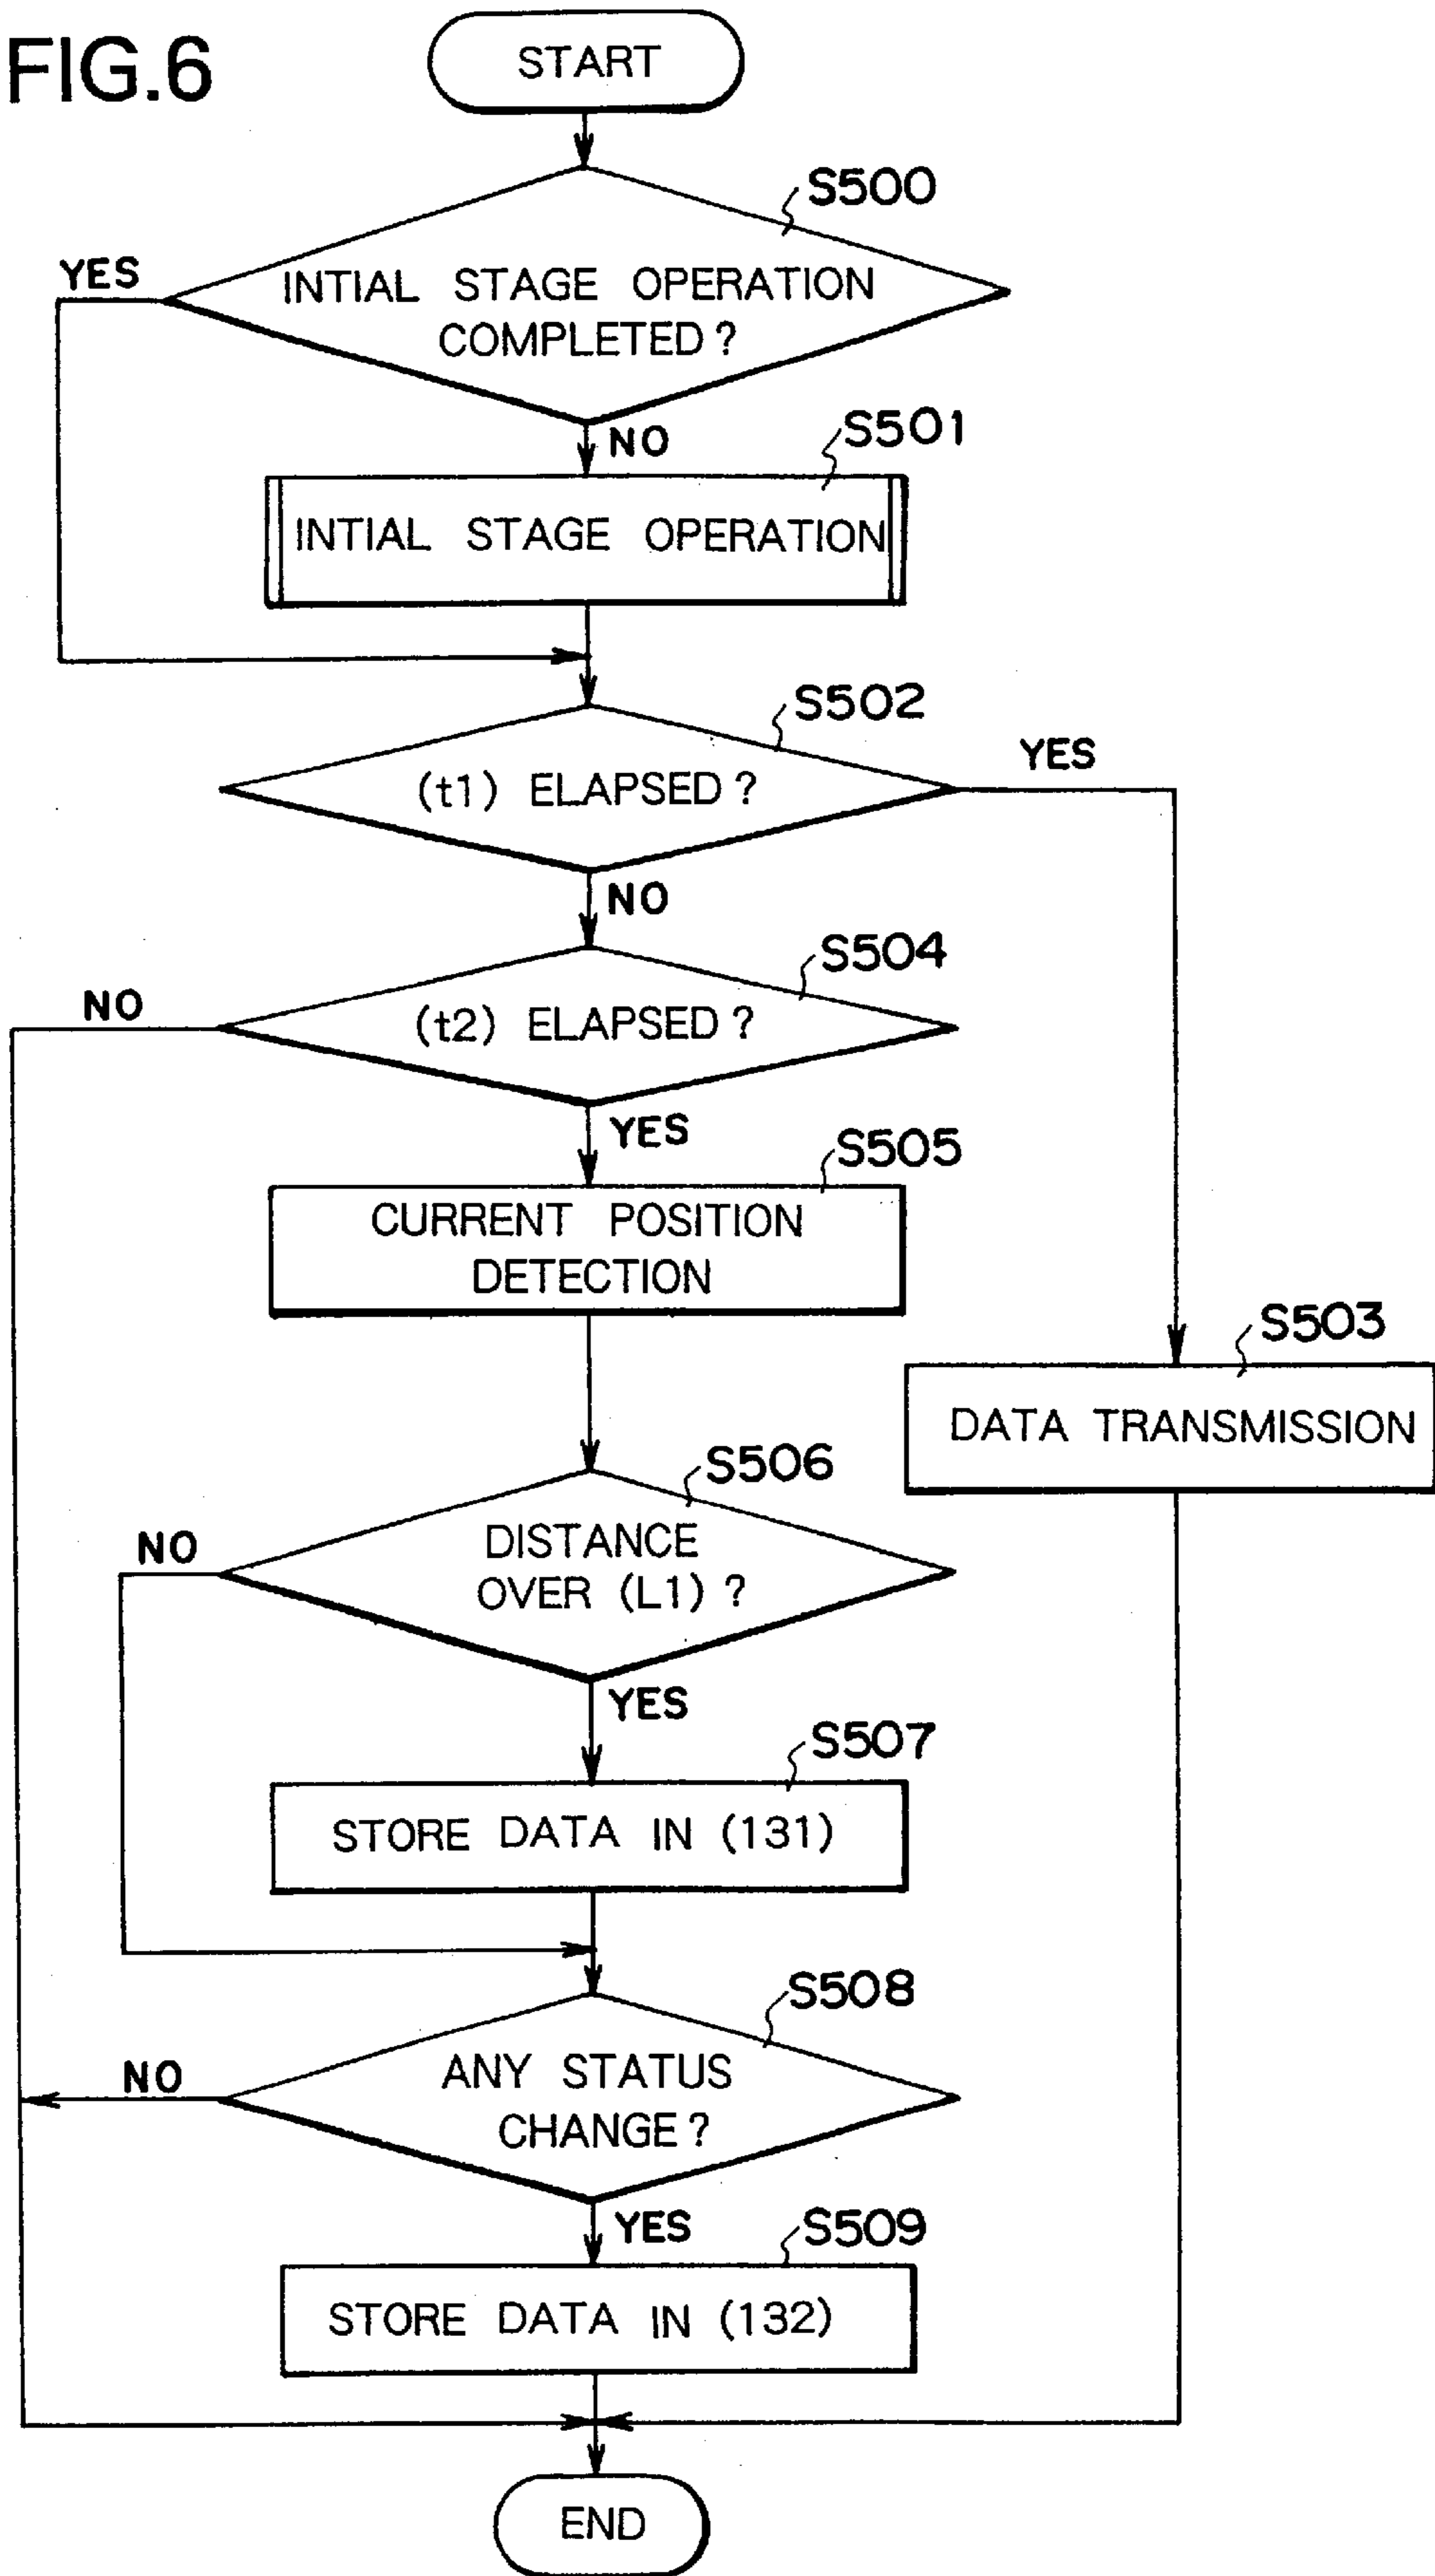 FIG.6
START
S500
YES
INTIAL STAGE OPERATION
COMPLETED?
NO
S501
INTIAL STAGE OPERATION
S502
YES
(t1) ELAPSED?
NO
S504
NO
(t2) ELAPSED?
YES
S505
CURRENT POSITION
DETECTION
S503
DATA TRANSMISSION
S506
NO
DISTANCE
OVER (L1)?
YES
S507
STORE DATA IN (131)
S508
NO
ANY STATUS
CHANGE?
YES
S509
STORE DATA IN (132)
END